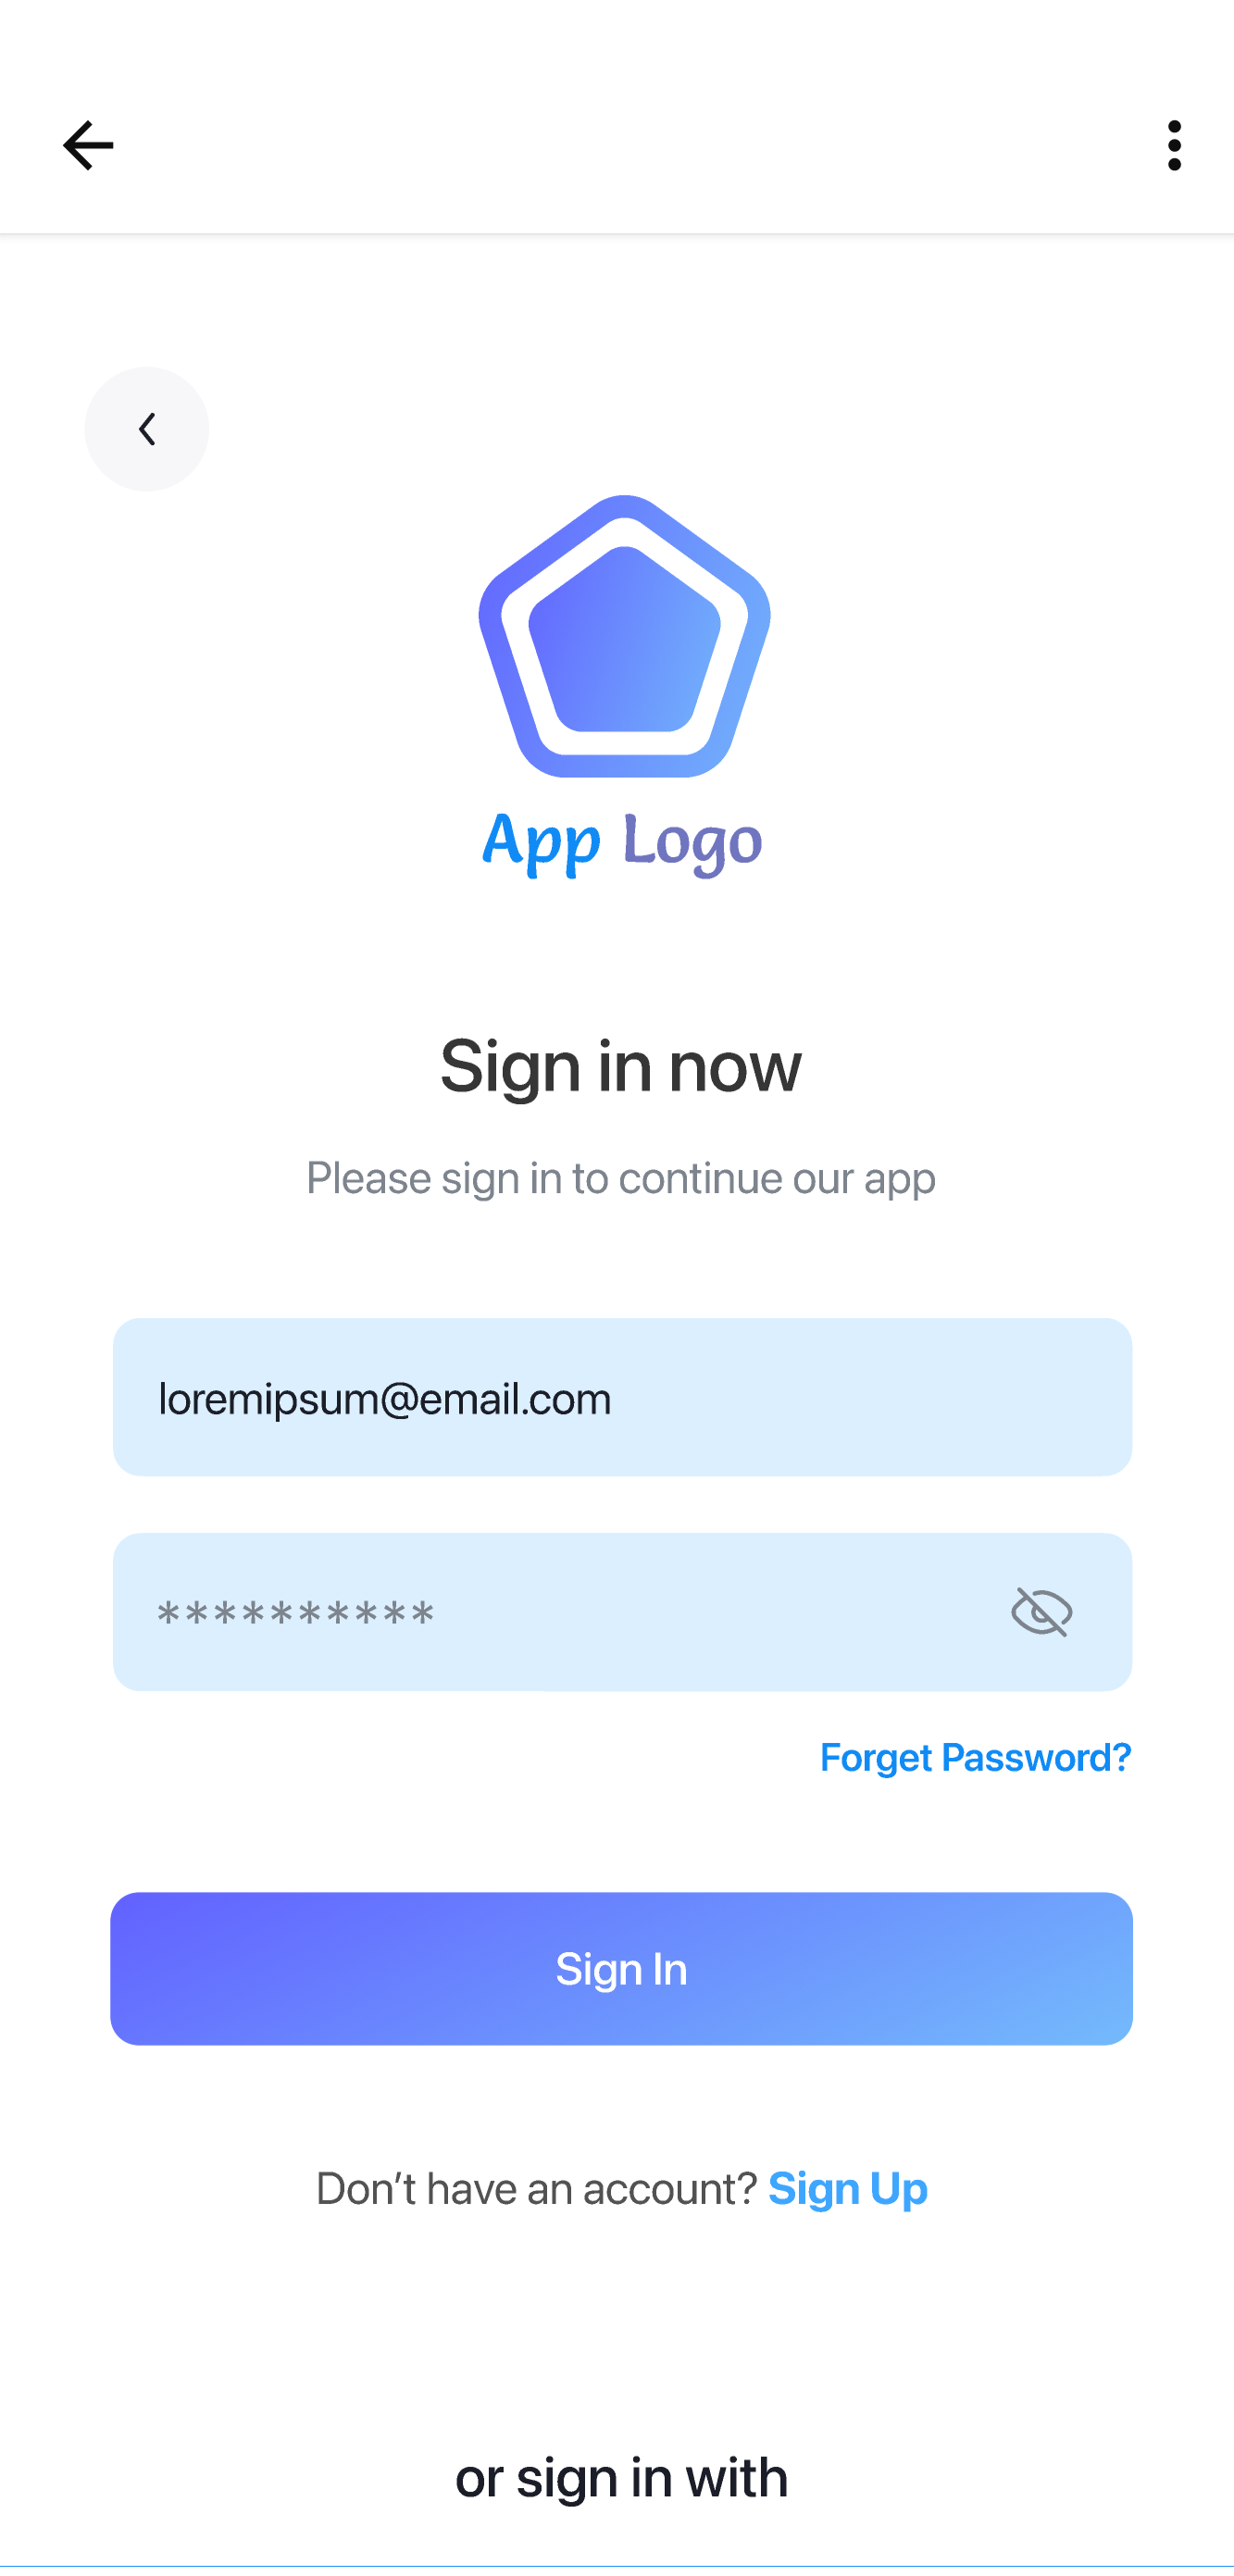 App Logo
Sign in now
Please sign in to continue our app
loremipsum@email.com
**********
Forget Password?
Sign In
Don’t have an account? Sign Up
or sign in with